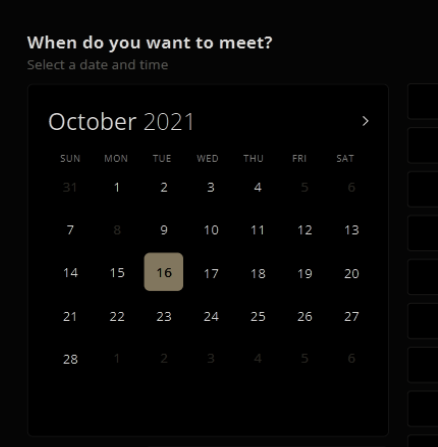 When do you want to meet?
Select a date and time
October 2021 >
SUN MON TUE WED THU FRI SAT
31 1 2 3 4 5 6
7 8 9 10 11 12 13
14 15 16 17 18 19 20
21 22 23 24 25 26 27
28 1 2 3 4 5 6